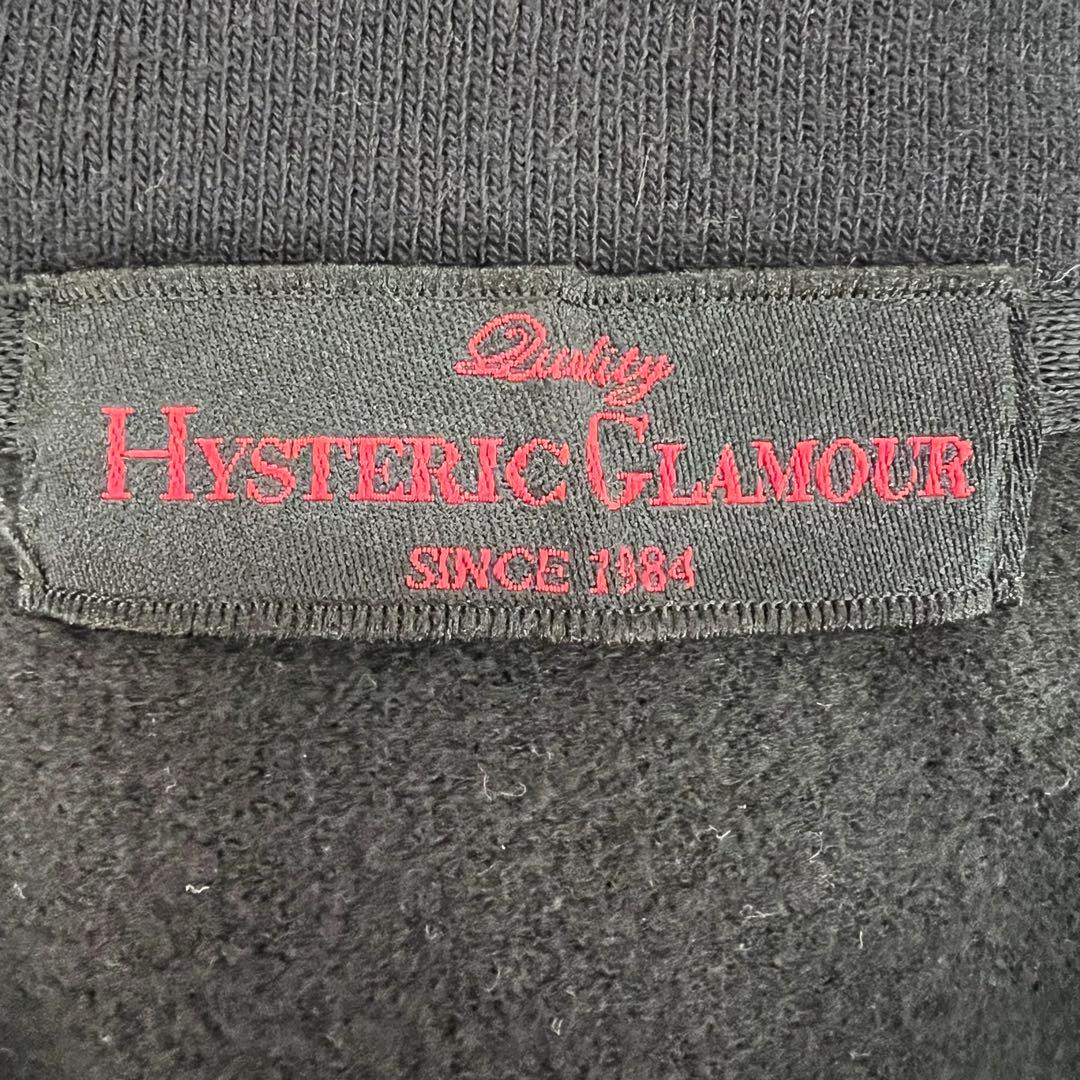 Quality
HYSTERIC GLAMOUR
SINCE 1984